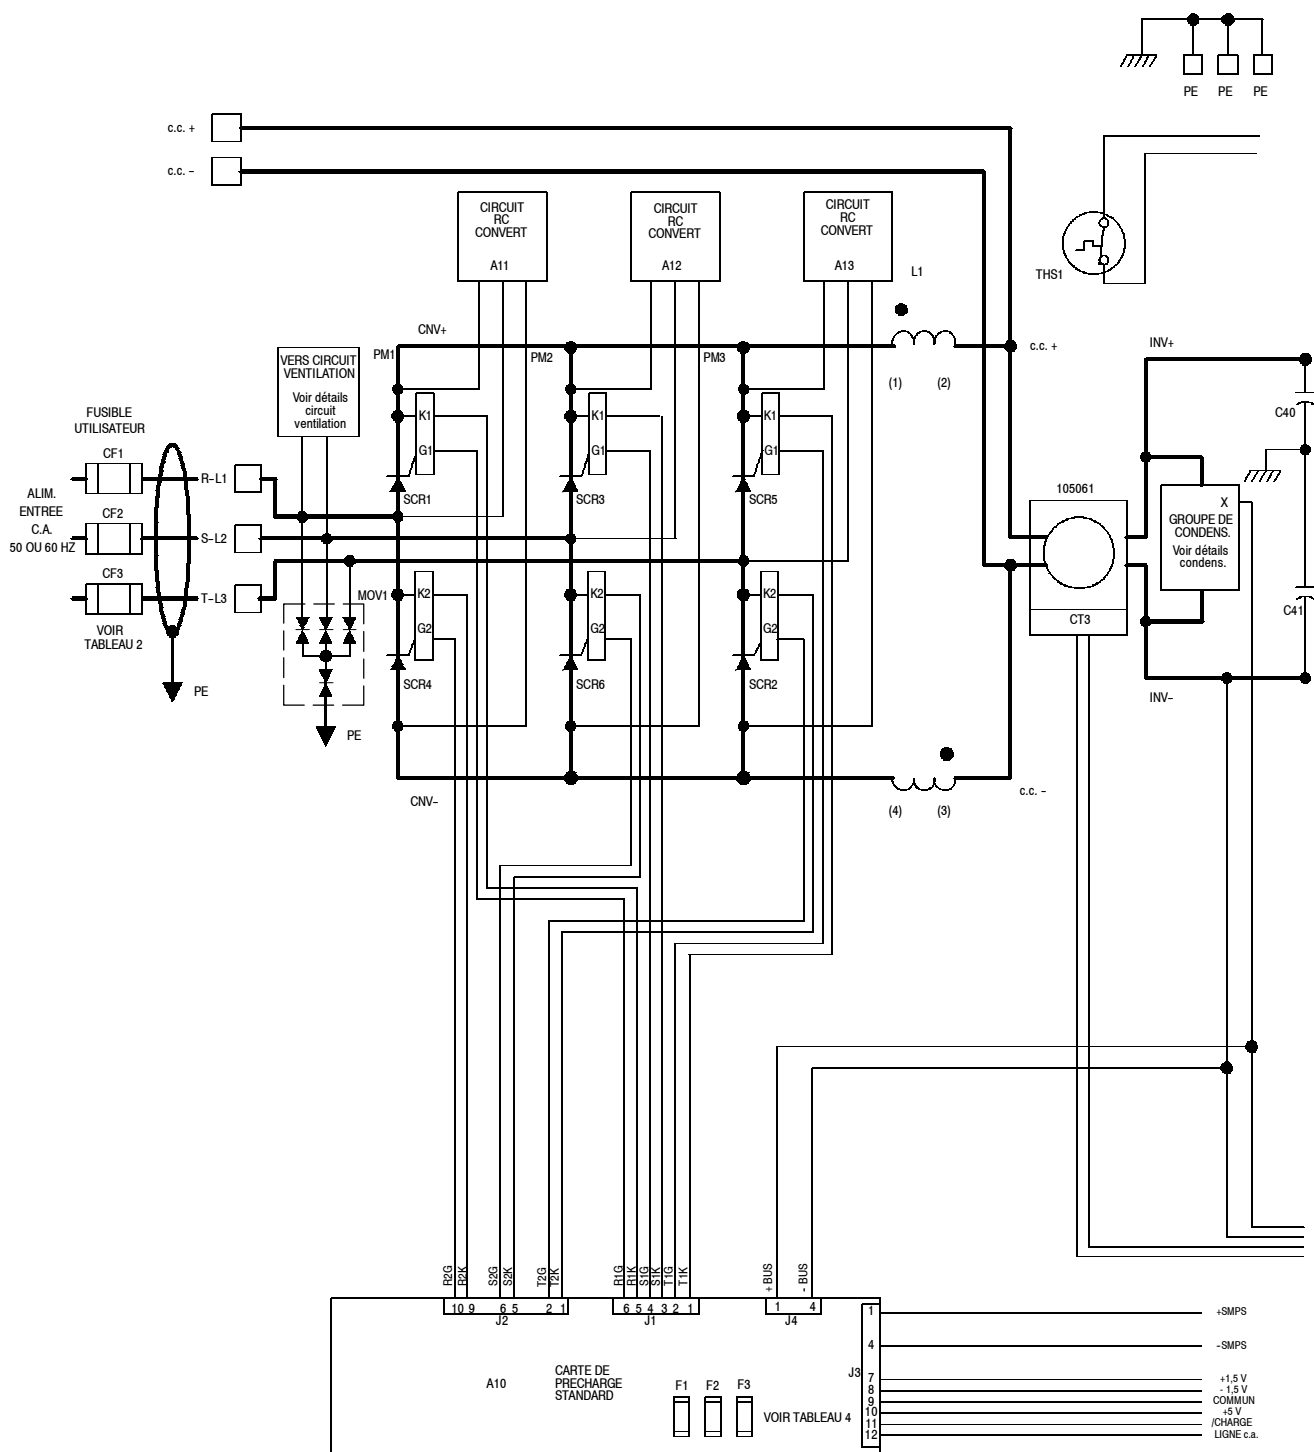 PE PE PE
c.c. +
c.c. –
CIRCUIT
RC
CONVERT
A11
CIRCUIT
RC
CONVERT
A12
CIRCUIT
RC
CONVERT
A13
L1
THS1
CNV+
PM1
PM2
PM3
(1) (2)
c.c. +
INV+
C40
VERS CIRCUIT
VENTILATION
Voir détails
circuit
ventilation
FUSIBLE
UTILISATEUR
CF1
R–L1
ALIM.
ENTREE
C.A.
50 OU 60 HZ
CF2
S–L2
CF3
T–L3
VOIR
TABLEAU 2
PE
PE
MOV1
K1
G1
SCR1
K1
G1
SCR3
K1
G1
SCR5
K2
G2
SCR4
K2
G2
SCR6
K2
G2
SCR2
105061
CT3
X
GROUPE DE
CONDENS.
Voir détails
condens.
C41
INV–
CNV–
(4) (3)
c.c. –
R2G
R2K
S2G
S2K
T2G
T2K
R1G
R1K
S1G
S1K
T1G
T1K
+ BUS
- BUS
10 9 6 5 2 1
J2
6 5 4 3 2 1
J1
1 4
J4
1 +SMPS
4 -SMPS
J3
7 +1,5 V
8 - 1,5 V
9 COMMUN
10 +5 V
11 /CHARGE
12 LIGNE c.a.
A10
CARTE DE
PRECHARGE
STANDARD
F1 F2 F3
VOIR TABLEAU 4